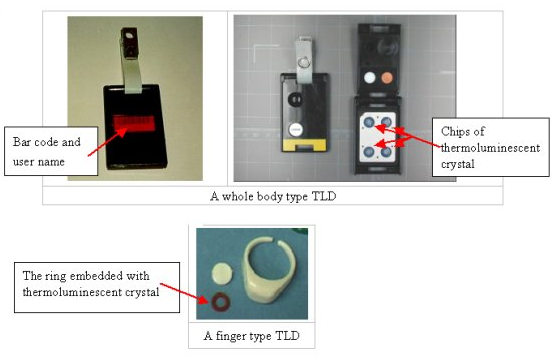 Bar code and
user name
Chips of
thermoluminescent
crystal
A whole body type TLD
The ring embedded with
thermoluminescent crystal
A finger type TLD